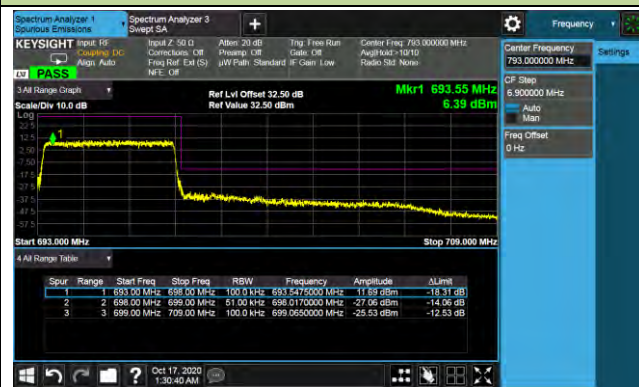 Spectrum Analyzer 1
Spurious Emissions
Spectrum Analyzer 3
Swept SA
+
Frequency
KEYSIGHT
Input: RF
Coupling: DC
Align: Auto
Input Z: 50 Ω
Corrections: Off
Freq Ref: Ext (S)
NFE: Off
Atten: 20 dB
Preamp: Off
µW Path: Standard
Trig: Free Run
Gate: Off
IF Gain: Low
Center Freq: 793.000000 MHz
Avg|Hold:>10/10
Radio Std: None
LXI PASS
Center Frequency
793.000000 MHz
Settings
CF Step
6.900000 MHz
Auto
Man
Freq Offset
0 Hz
3 All Range Graph
Ref Lvl Offset 32.50 dB
Mkr1 693.55 MHz
Scale/Div 10.0 dB
Ref Value 32.50 dBm
6.39 dBm
Log
22.5
12.5
2.50
-7.50
-17.5
-27.5
-37.5
-47.5
-57.5
1
Start 693.000 MHz
Stop 709.000 MHz
4 All Range Table
Spur Range Start Freq Stop Freq RBW Frequency Amplitude ΔLimit
1 1 693.00 MHz 698.00 MHz 100.0 kHz 693.5475000 MHz 11.69 dBm -18.31 dB
2 2 698.00 MHz 699.00 MHz 51.00 kHz 698.0170000 MHz -27.06 dBm -14.06 dB
3 3 699.00 MHz 709.00 MHz 100.0 kHz 699.0650000 MHz -25.53 dBm -12.53 dB
?
Oct 17, 2020
1:30:40 AM